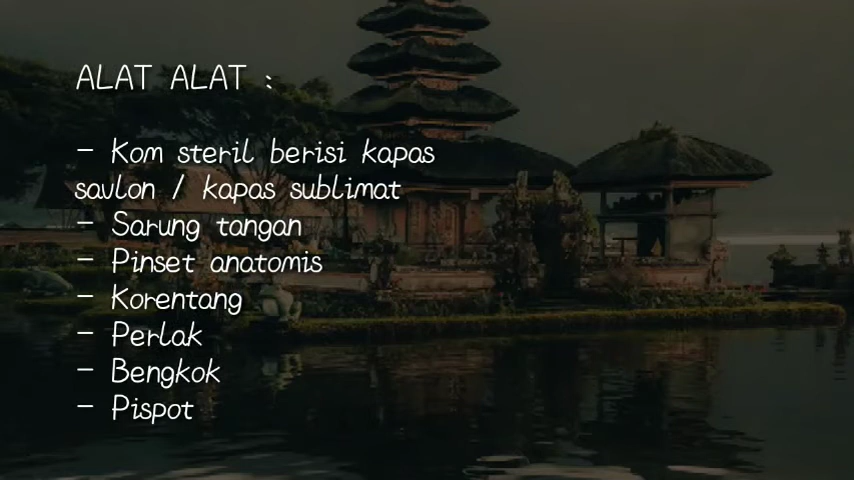 ALAT ALAT :
- Kom steril berisi kapas
savlon / kapas sublimat
- Sarung tangan
- Pinset anatomis
- Korentang
- Perlak
- Bengkok
- Pispot